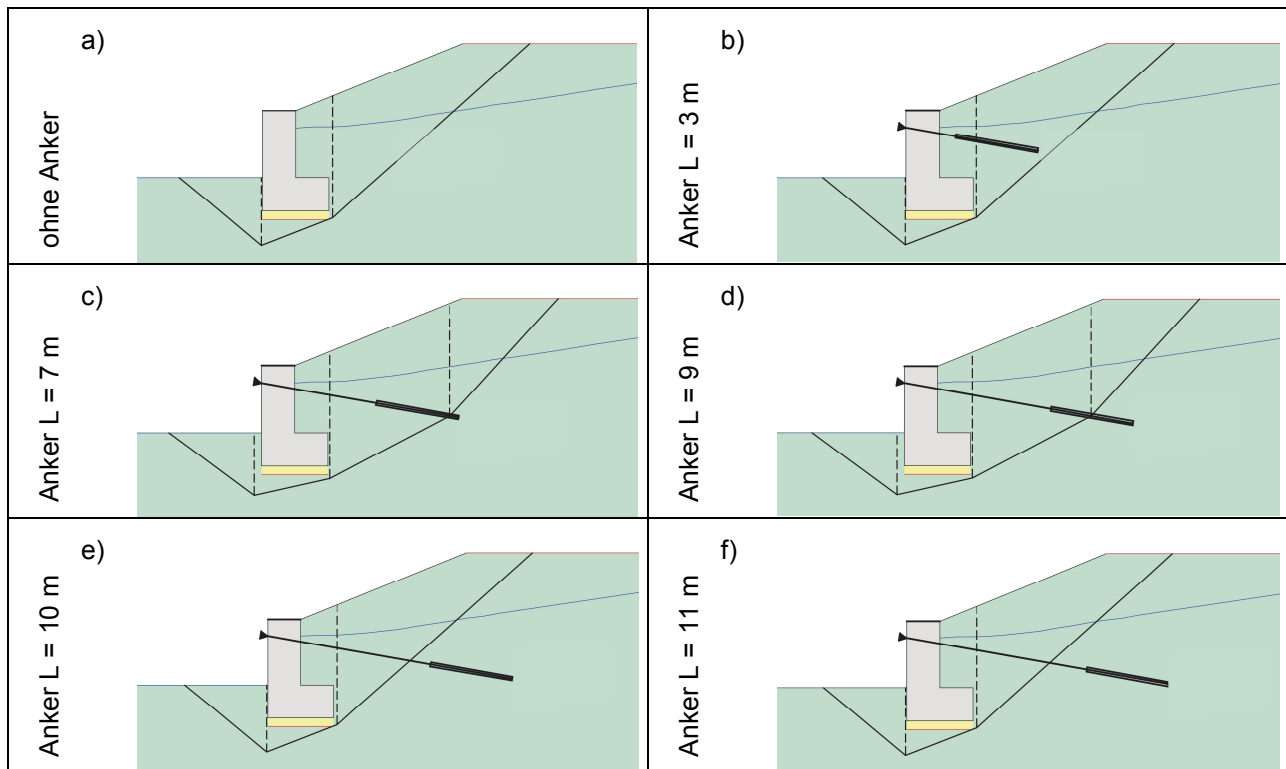 a)
ohne Anker
b)
Anker L = 3 m
c)
Anker L = 7 m
d)
Anker L = 9 m
e)
Anker L = 10 m
f)
Anker L = 11 m